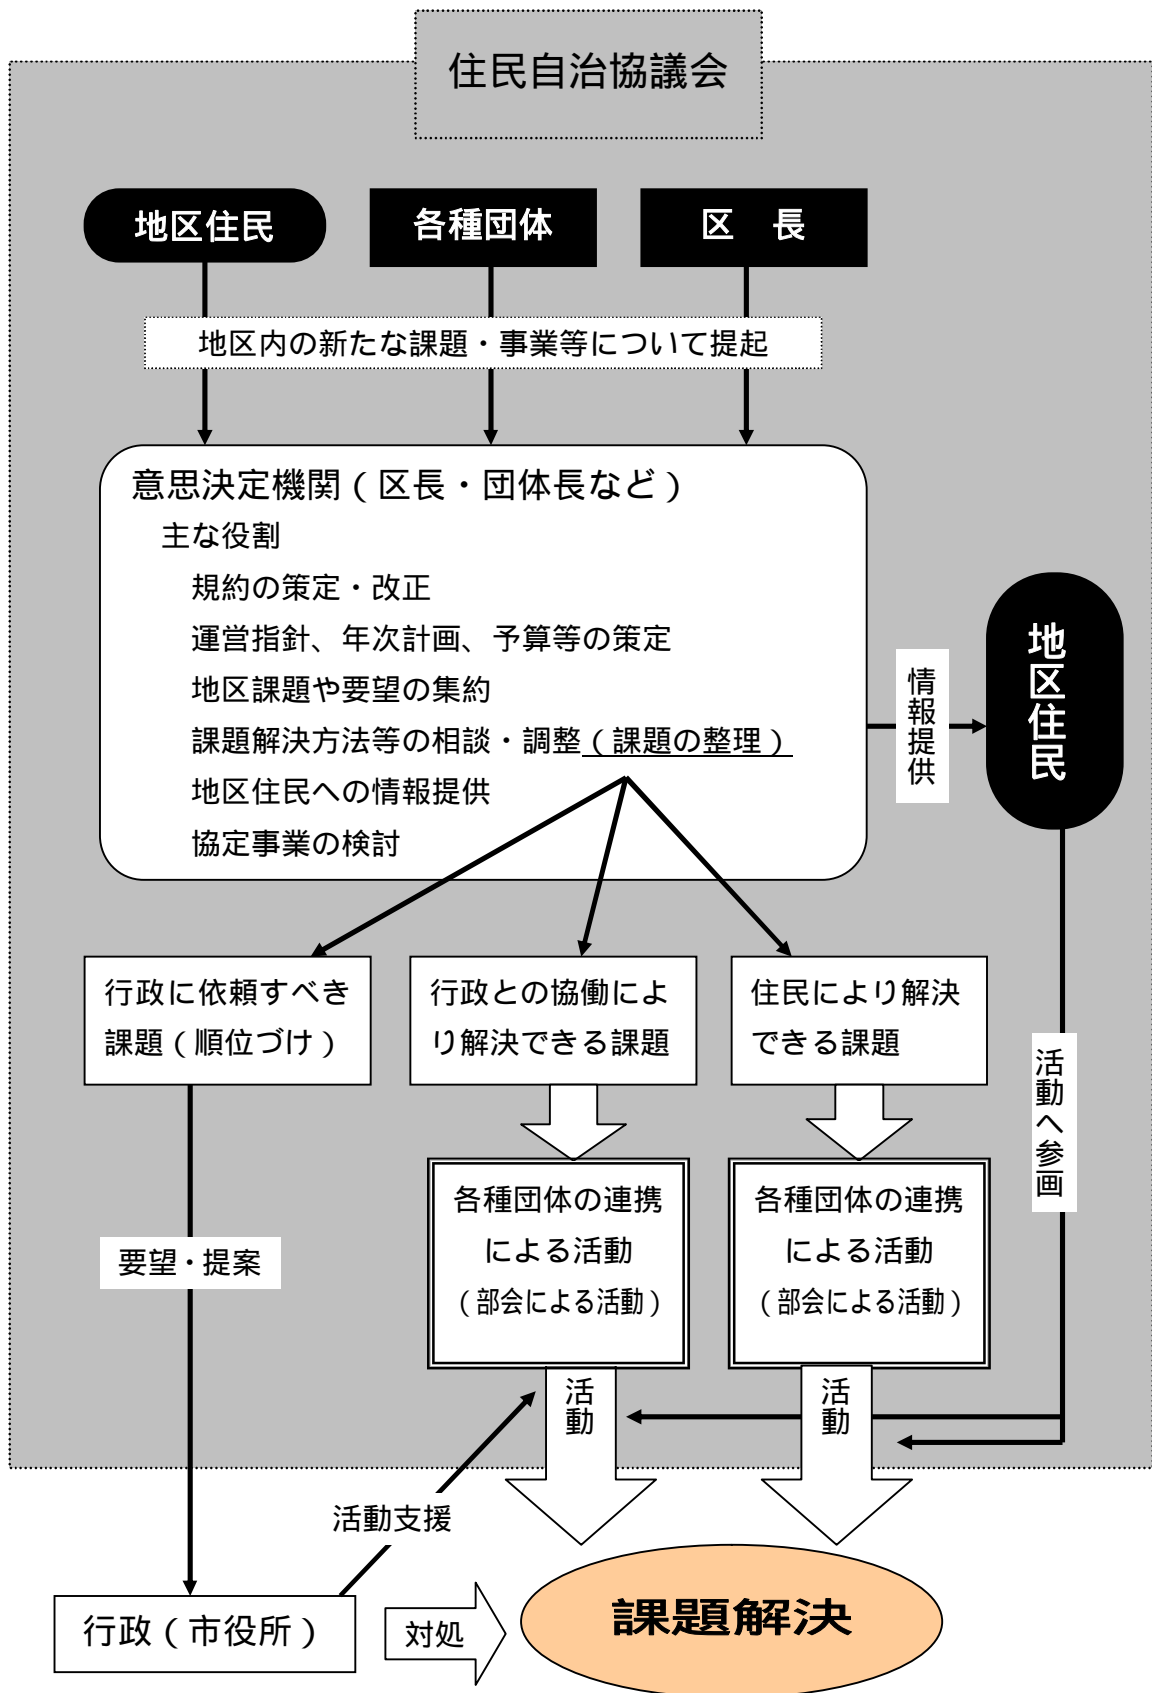 住民自治協議会
地区住民
各種団体
区　長
地区内の新たな課題・事業等について提起
意思決定機関（区長・団体長など）
主な役割
規約の策定・改正
運営指針、年次計画、予算等の策定
地区課題や要望の集約
課題解決方法等の相談・調整（課題の整理）
地区住民への情報提供
協定事業の検討
情報提供
地区住民
行政に依頼すべき
課題（順位づけ）
行政との協働によ
り解決できる課題
住民により解決
できる課題
活動へ参画
各種団体の連携
による活動
（部会による活動）
各種団体の連携
による活動
（部会による活動）
要望・提案
活動
活動
活動支援
行政（市役所）
対処
課題解決